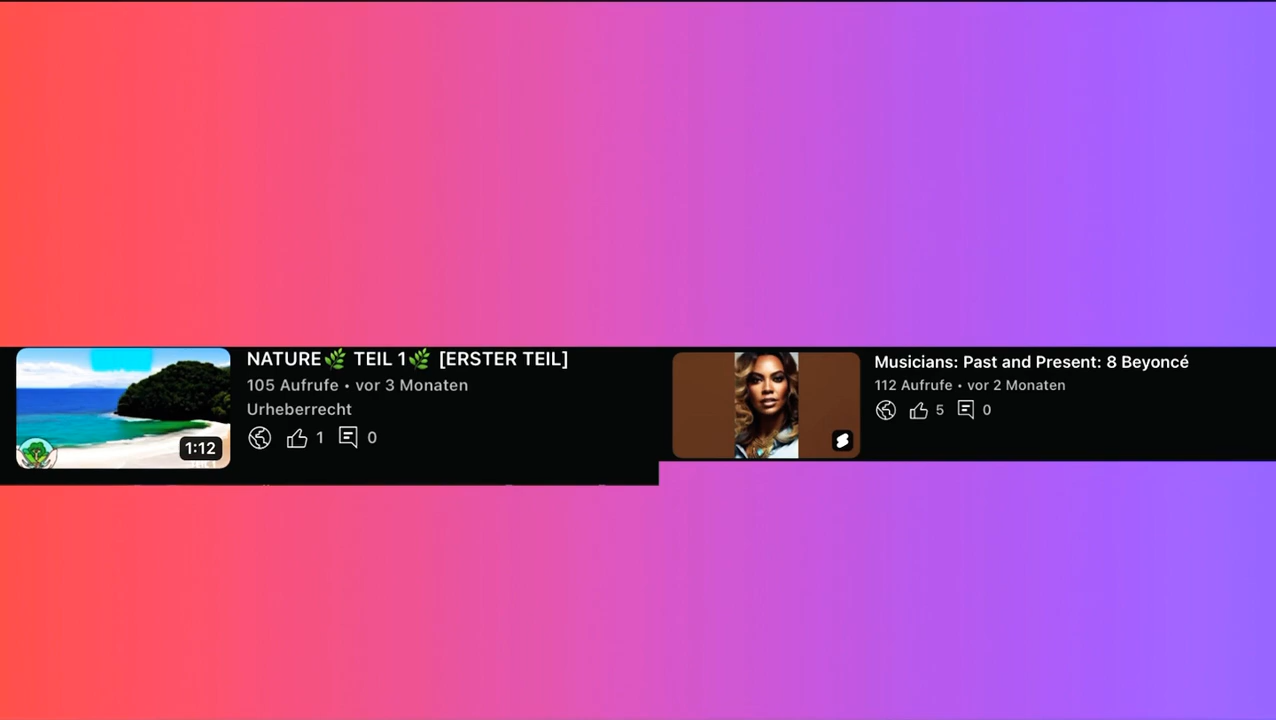 NATURE🌿 TEIL 1🌿 [ERSTER TEIL]
105 Aufrufe • vor 3 Monaten
Urheberrecht
1 0
1:12
Musicians: Past and Present: 8 Beyoncé
112 Aufrufe • vor 2 Monaten
5 0